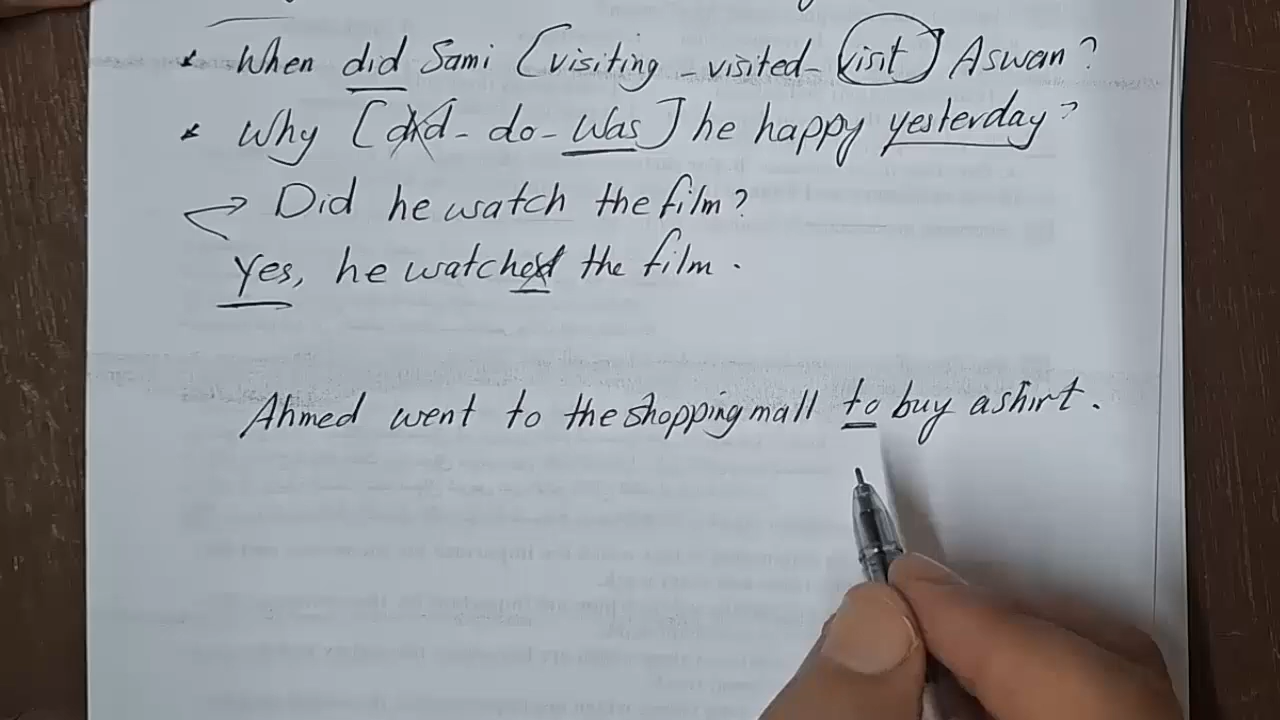 * When did Sami [visiting - visited - visit] Aswan?
* Why [did - do - was] he happy yesterday?
→ Did he watch the film?
Yes, he watched the film.
Ahmed went to the shopping mall to buy a shirt.